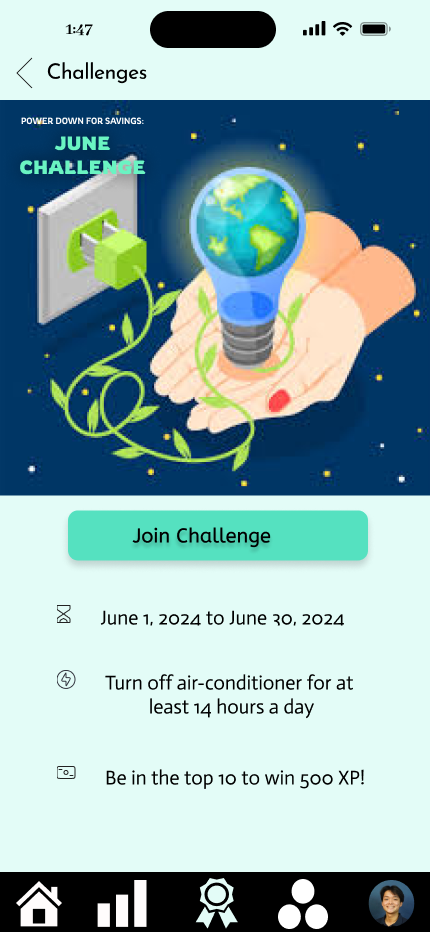 1:47
Challenges
POWER DOWN FOR SAVINGS:
JUNE
CHALLENGE
Join Challenge
June 1, 2024 to June 30, 2024
Turn off air-conditioner for at
least 14 hours a day
Be in the top 10 to win 500 XP!